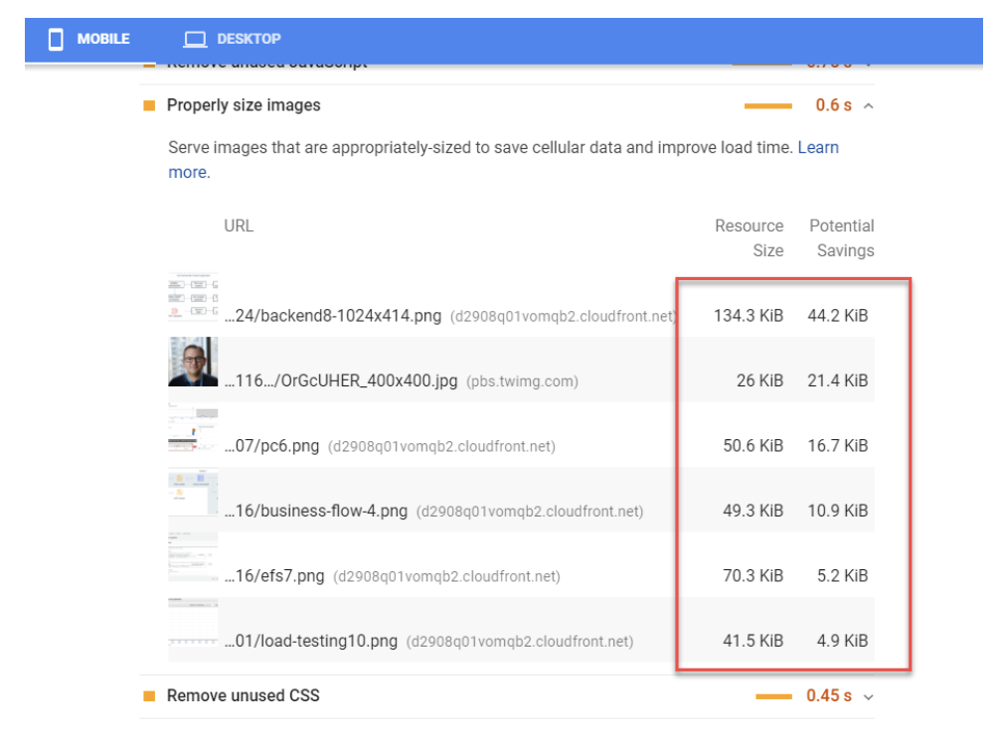 MOBILE
DESKTOP
Remove unused JavaScript
Properly size images 0.6 s
Serve images that are appropriately-sized to save cellular data and improve load time. Learn
more.
URL Resource Potential
Size Savings
...24/backend8-1024x414.png (d2908q01vomqb2.cloudfront.net) 134.3 KiB 44.2 KiB
...116.../OrGcUHER_400x400.jpg (pbs.twimg.com) 26 KiB 21.4 KiB
...07/pc6.png (d2908q01vomqb2.cloudfront.net) 50.6 KiB 16.7 KiB
...16/business-flow-4.png (d2908q01vomqb2.cloudfront.net) 49.3 KiB 10.9 KiB
...16/efs7.png (d2908q01vomqb2.cloudfront.net) 70.3 KiB 5.2 KiB
...01/load-testing10.png (d2908q01vomqb2.cloudfront.net) 41.5 KiB 4.9 KiB
Remove unused CSS 0.45 s